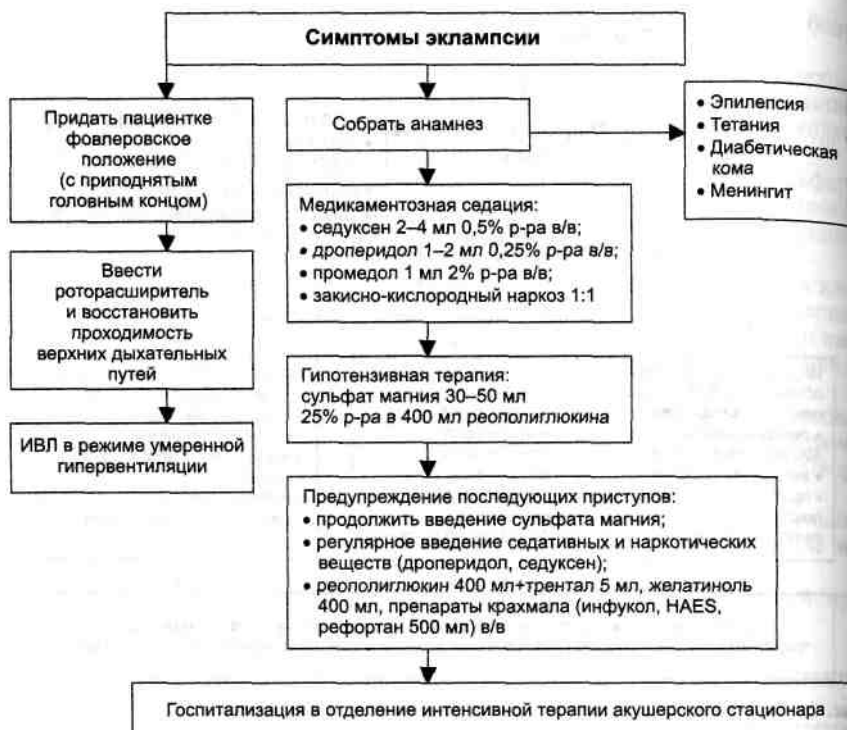 Симптомы эклампсии
Придать пациентке
фовлеровское
положение
(с приподнятым
головным концом)
Ввести
роторасширитель
и восстановить
проходимость
верхних дыхательных
путей
ИВЛ в режиме умеренной
гипервентиляции
Собрать анамнез
• Эпилепсия
• Тетания
• Диабетическая
кома
• Менингит
Медикаментозная седация:
• седуксен 2–4 мл 0,5% р-ра в/в;
• дроперидол 1–2 мл 0,25% р-ра в/в;
• промедол 1 мл 2% р-ра в/в;
• закисно-кислородный наркоз 1:1
Гипотензивная терапия:
сульфат магния 30–50 мл
25% р-ра в 400 мл реополиглюкина
Предупреждение последующих приступов:
• продолжить введение сульфата магния;
• регулярное введение седативных и наркотических
веществ (дроперидол, седуксен);
• реополиглюкин 400 мл+трентал 5 мл, желатиноль
400 мл, препараты крахмала (инфукол, HAES,
рефортан 500 мл) в/в
Госпитализация в отделение интенсивной терапии акушерского стационара